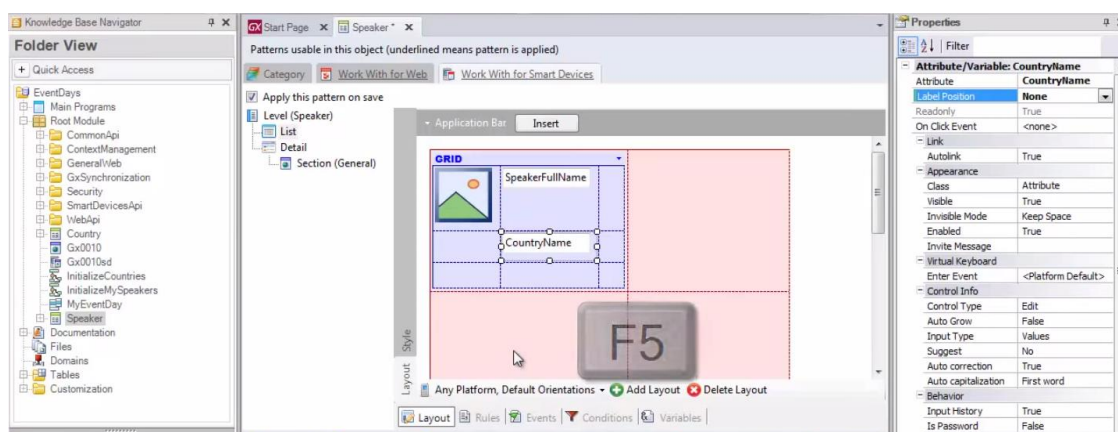 Knowledge Base Navigator
Folder View
Quick Access
EventDays
Main Programs
Root Module
CommonApi
ContextManagement
GeneralWeb
GxSynchronization
Security
SmartDevicesApi
WebApi
Country
Gx0010
Gx0010sd
InitializeCountries
InitializeMySpeakers
MyEventDay
Speaker
Documentation
Files
Domains
Tables
Customization
GX Start Page x Speaker * x
Patterns usable in this object (underlined means pattern is applied)
Category Work With for Web Work With for Smart Devices
Apply this pattern on save
Level (Speaker)
List
Detail
Section (General)
Application Bar Insert
GRID
SpeakerFullName
CountryName
F5
Style
Layout
Any Platform, Default Orientations Add Layout Delete Layout
Layout Rules Events Conditions Variables
Properties
Filter
Attribute/Variable: CountryName
Attribute CountryName
Label Position None
Readonly True
On Click Event <none>
Link
Autolink True
Appearance
Class Attribute
Visible True
Invisible Mode Keep Space
Enabled True
Invite Message
Virtual Keyboard
Enter Event <Platform Default>
Control Info
Control Type Edit
Auto Grow False
Input Type Values
Suggest No
Auto correction True
Auto capitalization First word
Behavior
Input History True
Is Password False